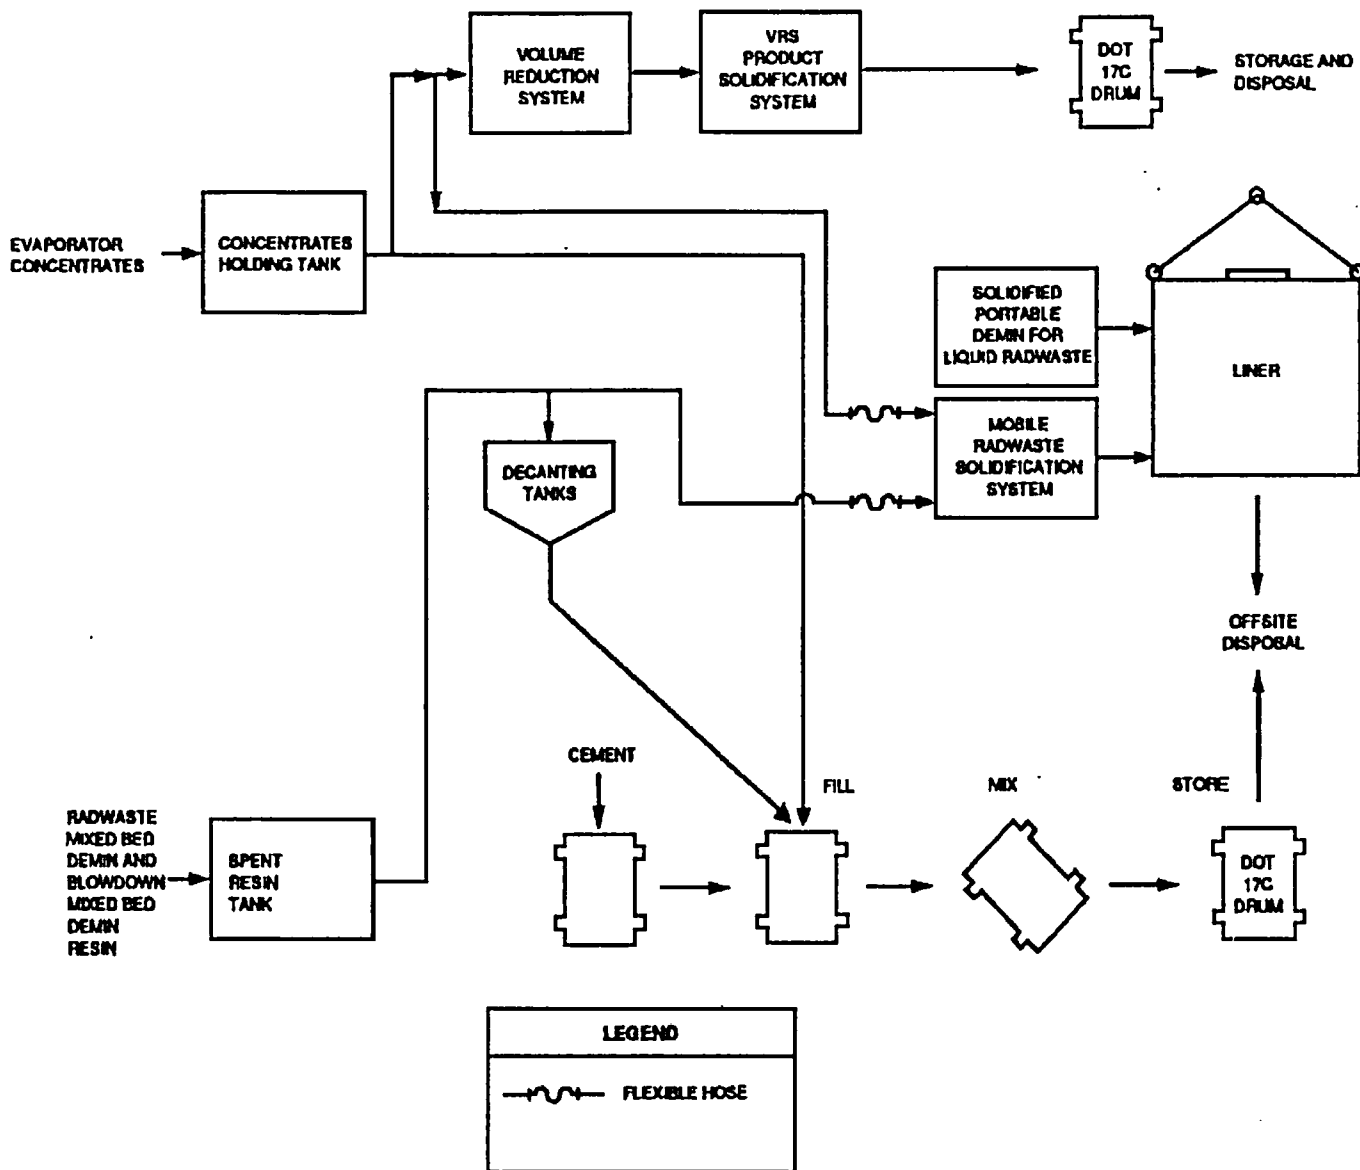 VOLUME
REDUCTION
SYSTEM
VRS
PRODUCT
SOLIDIFICATION
SYSTEM
DOT
17C
DRUM
STORAGE AND
DISPOSAL
EVAPORATOR
CONCENTRATES
CONCENTRATES
HOLDING TANK
SOLIDIFIED
PORTABLE
DEMIN FOR
LIQUID RADWASTE
LINER
MOBILE
RADWASTE
SOLIDIFICATION
SYSTEM
DECANTING
TANKS
OFFSITE
DISPOSAL
CEMENT
FILL
MIX
STORE
RADWASTE
MIXED BED
DEMIN AND
BLOWDOWN
MIXED BED
DEMIN
RESIN
SPENT
RESIN
TANK
DOT
17C
DRUM
LEGEND
FLEXIBLE HOSE